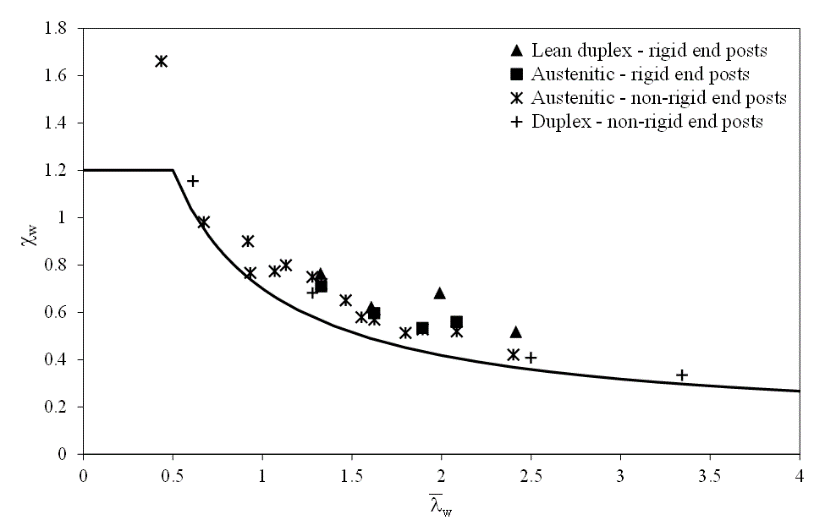 1.8
1.6
1.4
1.2
1
0.8
0.6
0.4
0.2
0
χw
Lean duplex - rigid end posts
Austenitic - rigid end posts
Austenitic - non-rigid end posts
Duplex - non-rigid end posts
0 0.5 1 1.5 2 2.5 3 3.5 4
λ̅w